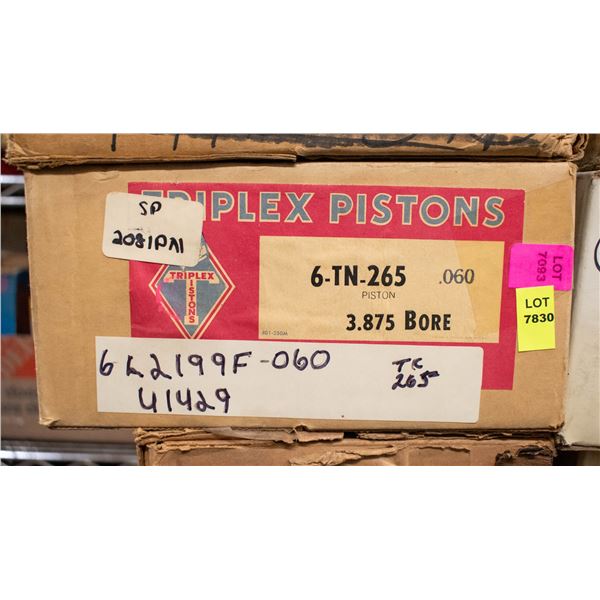 TRIPLEX PISTONS
SP
2081PM
TRIPLEX
PISTONS
6-TN-265 .060
PISTON
3.875 BORE
LOT
7093
LOT
7830
6L2199F-060
41429
TC
265